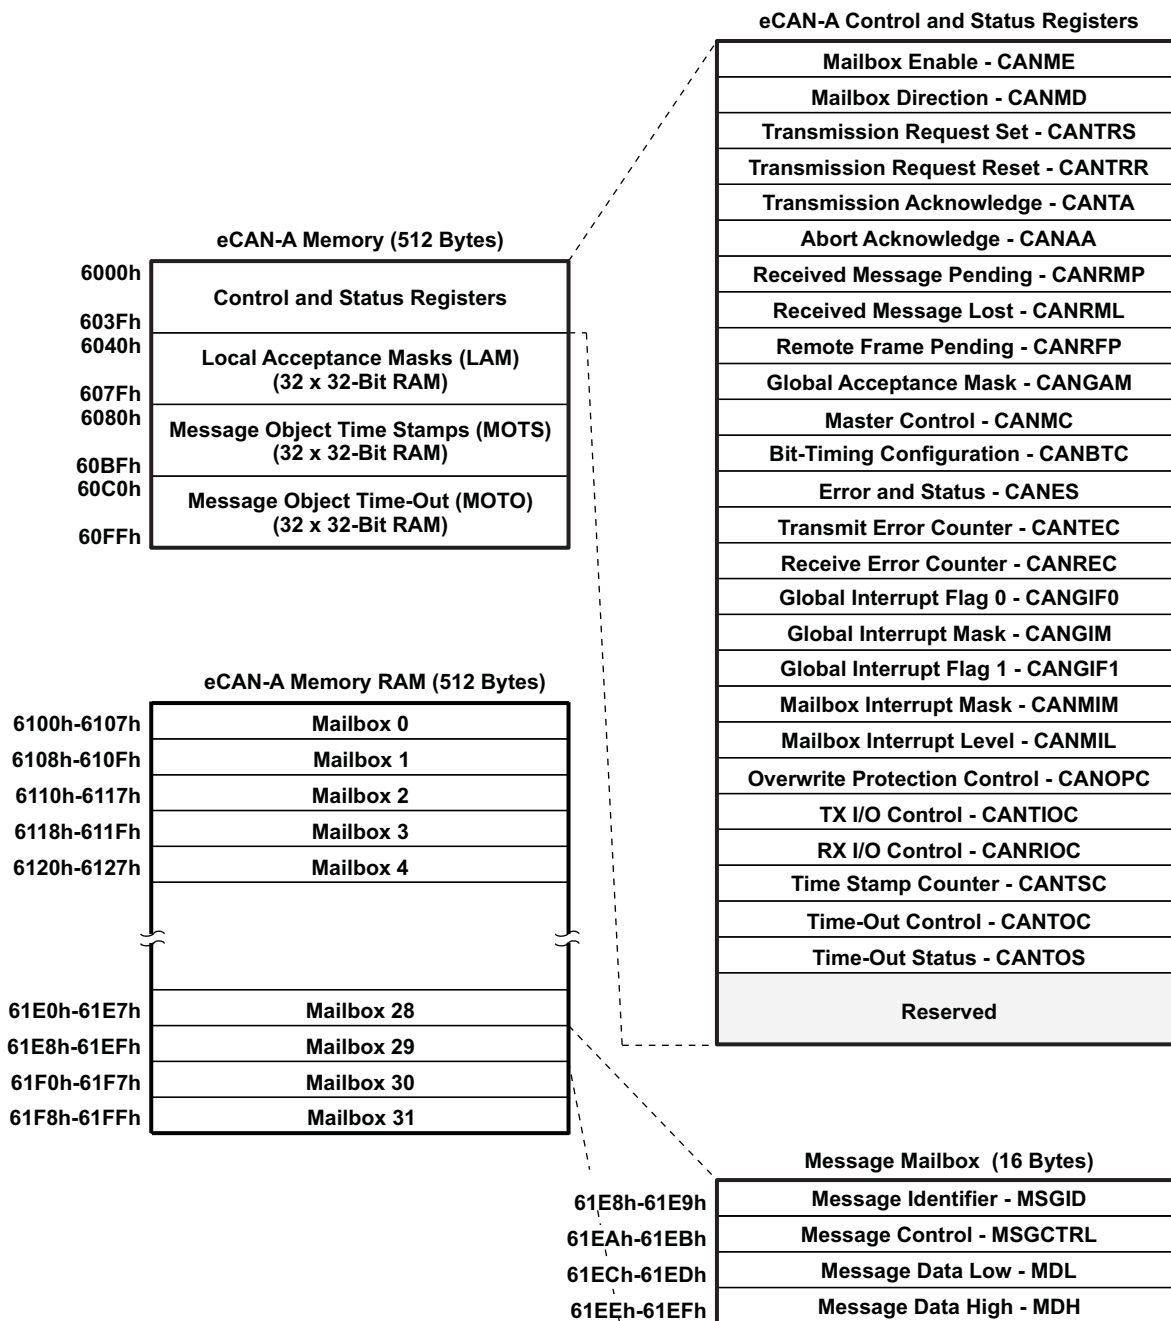 eCAN-A Control and Status Registers
Mailbox Enable - CANME
Mailbox Direction - CANMD
Transmission Request Set - CANTRS
Transmission Request Reset - CANTRR
Transmission Acknowledge - CANTA
Abort Acknowledge - CANAA
Received Message Pending - CANRMP
Received Message Lost - CANRML
Remote Frame Pending - CANRFP
Global Acceptance Mask - CANGAM
Master Control - CANMC
Bit-Timing Configuration - CANBTC
Error and Status - CANES
Transmit Error Counter - CANTEC
Receive Error Counter - CANREC
Global Interrupt Flag 0 - CANGIF0
Global Interrupt Mask - CANGIM
Global Interrupt Flag 1 - CANGIF1
Mailbox Interrupt Mask - CANMIM
Mailbox Interrupt Level - CANMIL
Overwrite Protection Control - CANOPC
TX I/O Control - CANTIOC
RX I/O Control - CANRIOC
Time Stamp Counter - CANTSC
Time-Out Control - CANTOC
Time-Out Status - CANTOS
Reserved
eCAN-A Memory (512 Bytes)
6000h
Control and Status Registers
603Fh
6040h
Local Acceptance Masks (LAM)
(32 x 32-Bit RAM)
607Fh
6080h
Message Object Time Stamps (MOTS)
(32 x 32-Bit RAM)
60BFh
60C0h
Message Object Time-Out (MOTO)
(32 x 32-Bit RAM)
60FFh
eCAN-A Memory RAM (512 Bytes)
6100h-6107h Mailbox 0
6108h-610Fh Mailbox 1
6110h-6117h Mailbox 2
6118h-611Fh Mailbox 3
6120h-6127h Mailbox 4
61E0h-61E7h Mailbox 28
61E8h-61EFh Mailbox 29
61F0h-61F7h Mailbox 30
61F8h-61FFh Mailbox 31
Message Mailbox (16 Bytes)
61E8h-61E9h Message Identifier - MSGID
61EAh-61EBh Message Control - MSGCTRL
61ECh-61EDh Message Data Low - MDL
61EEh-61EFh Message Data High - MDH